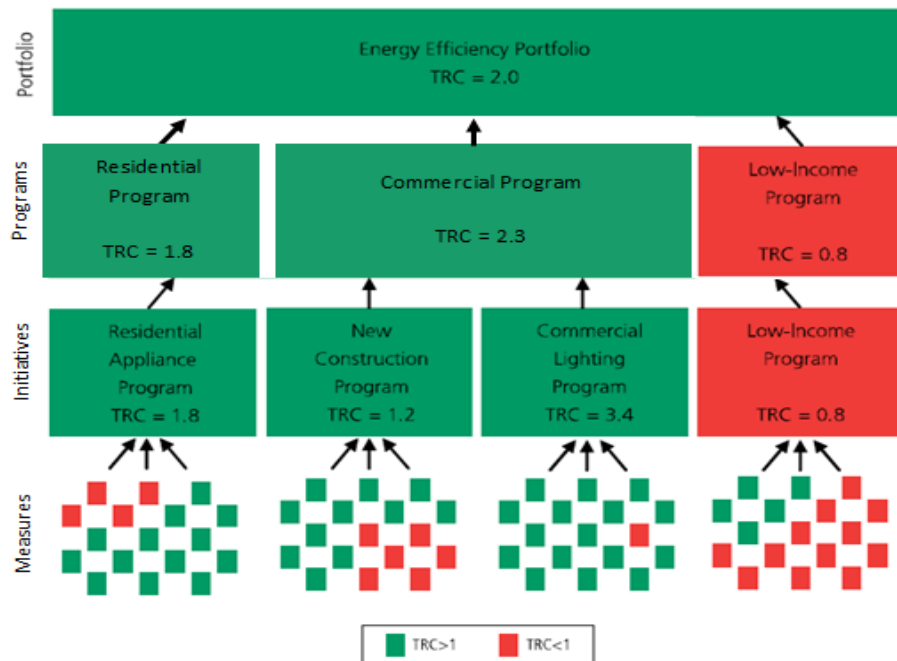 Portfolio
Energy Efficiency Portfolio
TRC = 2.0
Programs
Residential
Program
TRC = 1.8
Commercial Program
TRC = 2.3
Low-Income
Program
TRC = 0.8
Initiatives
Residential
Appliance
Program
TRC = 1.8
New
Construction
Program
TRC = 1.2
Commercial
Lighting
Program
TRC = 3.4
Low-Income
Program
TRC = 0.8
Measures
TRC>1
TRC<1